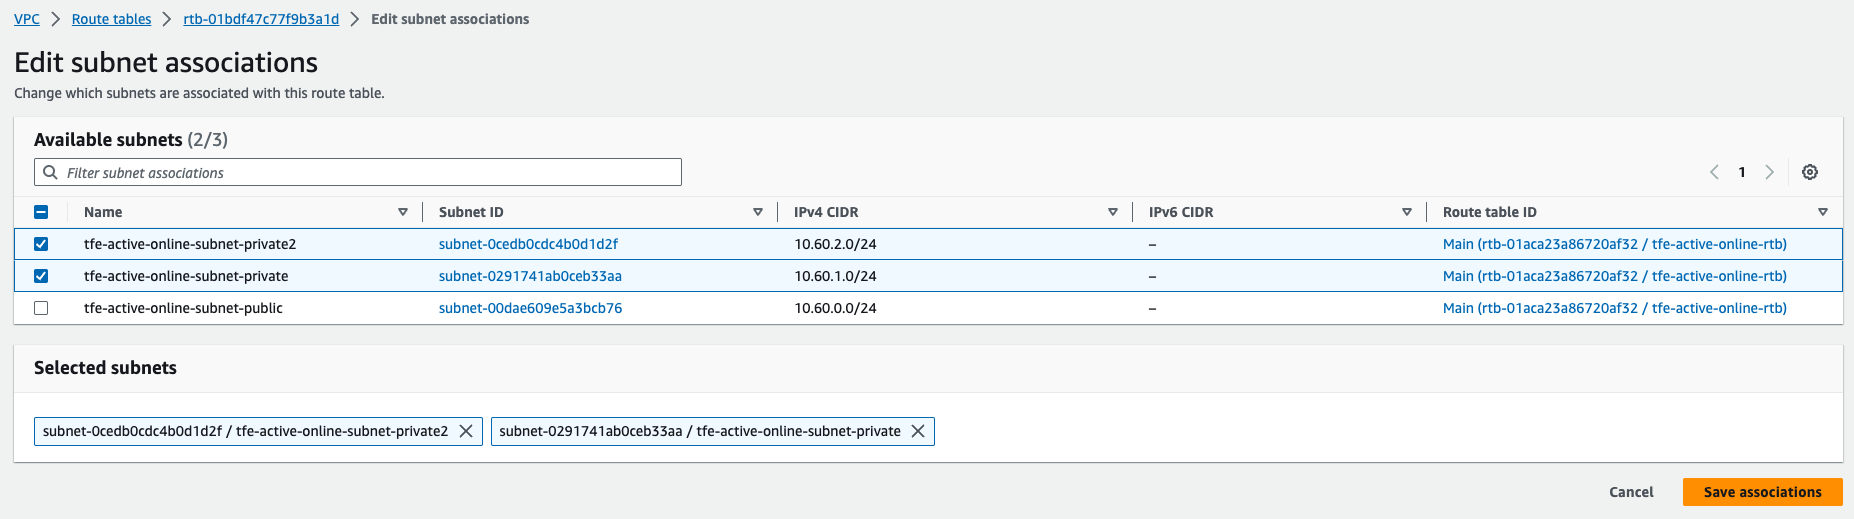 VPC > Route tables > rtb-01bdf47c77f9b3a1d > Edit subnet associations
Edit subnet associations
Change which subnets are associated with this route table.
Available subnets (2/3)
Filter subnet associations
1
Name Subnet ID IPv4 CIDR IPv6 CIDR Route table ID
tfe-active-online-subnet-private2 subnet-0cedb0cdc4b0d1d2f 10.60.2.0/24 – Main (rtb-01aca23a86720af32 / tfe-active-online-rtb)
tfe-active-online-subnet-private subnet-0291741ab0ceb33aa 10.60.1.0/24 – Main (rtb-01aca23a86720af32 / tfe-active-online-rtb)
tfe-active-online-subnet-public subnet-00dae609e5a3bcb76 10.60.0.0/24 – Main (rtb-01aca23a86720af32 / tfe-active-online-rtb)
Selected subnets
subnet-0cedb0cdc4b0d1d2f / tfe-active-online-subnet-private2 subnet-0291741ab0ceb33aa / tfe-active-online-subnet-private
Cancel Save associations